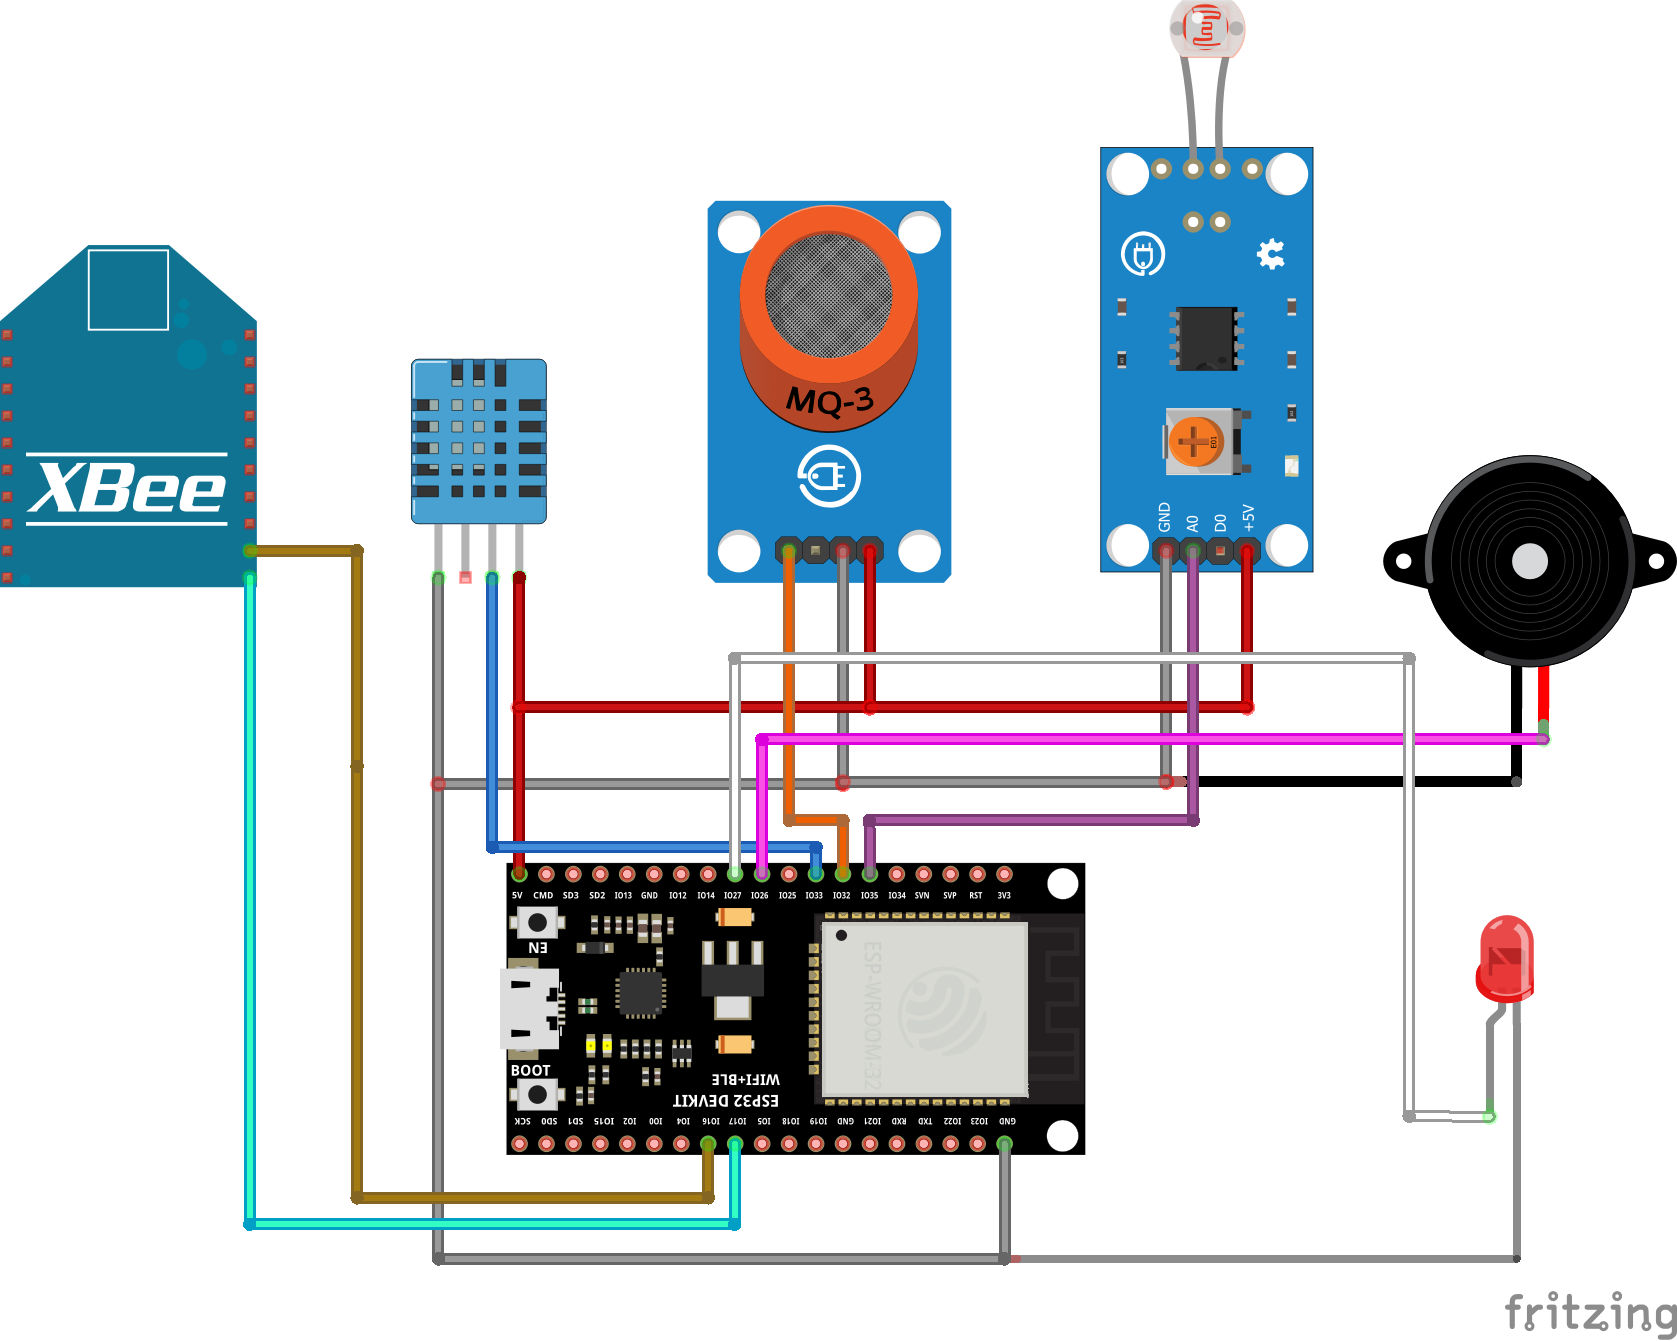 XBee
MQ-3
GND A0 D0 +5V
E01
5V CMD SD3 SD2 IO13 GND IO12 IO14 IO27 IO26 IO25 IO33 IO32 IO35 IO34 SVN SVP RST 3V3
EN
ESP-WROOM-32
BOOT
WIFI+BLE
ESP32 DEVKIT
SCK SD0 SD1 IO15 IO2 IO0 IO4 IO16 IO17 IO5 IO18 IO19 GND IO21 RXD TXD IO22 IO23 GND
fritzing